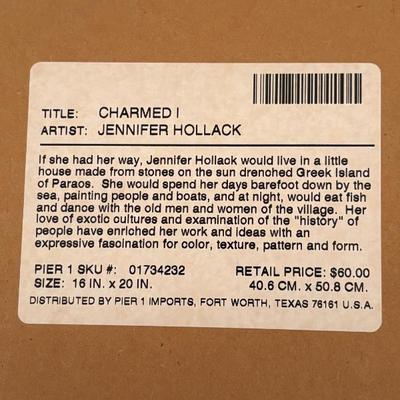 TITLE: CHARMED I
ARTIST: JENNIFER HOLLACK
If she had her way, Jennifer Hollack would live in a little
house made from stones on the sun drenched Greek Island
of Paraos. She would spend her days barefoot down by the
sea, painting people and boats, and at night, would eat fish
and dance with the old men and women of the village. Her
love of exotic cultures and examination of the "history" of
people have enriched her work and ideas with an
expressive fascination for color, texture, pattern and form.
PIER 1 SKU #: 01734232 RETAIL PRICE: $60.00
SIZE: 16 IN. x 20 IN. 40.6 CM. x 50.8 CM.
DISTRIBUTED BY PIER 1 IMPORTS, FORT WORTH, TEXAS 76161 U.S.A.